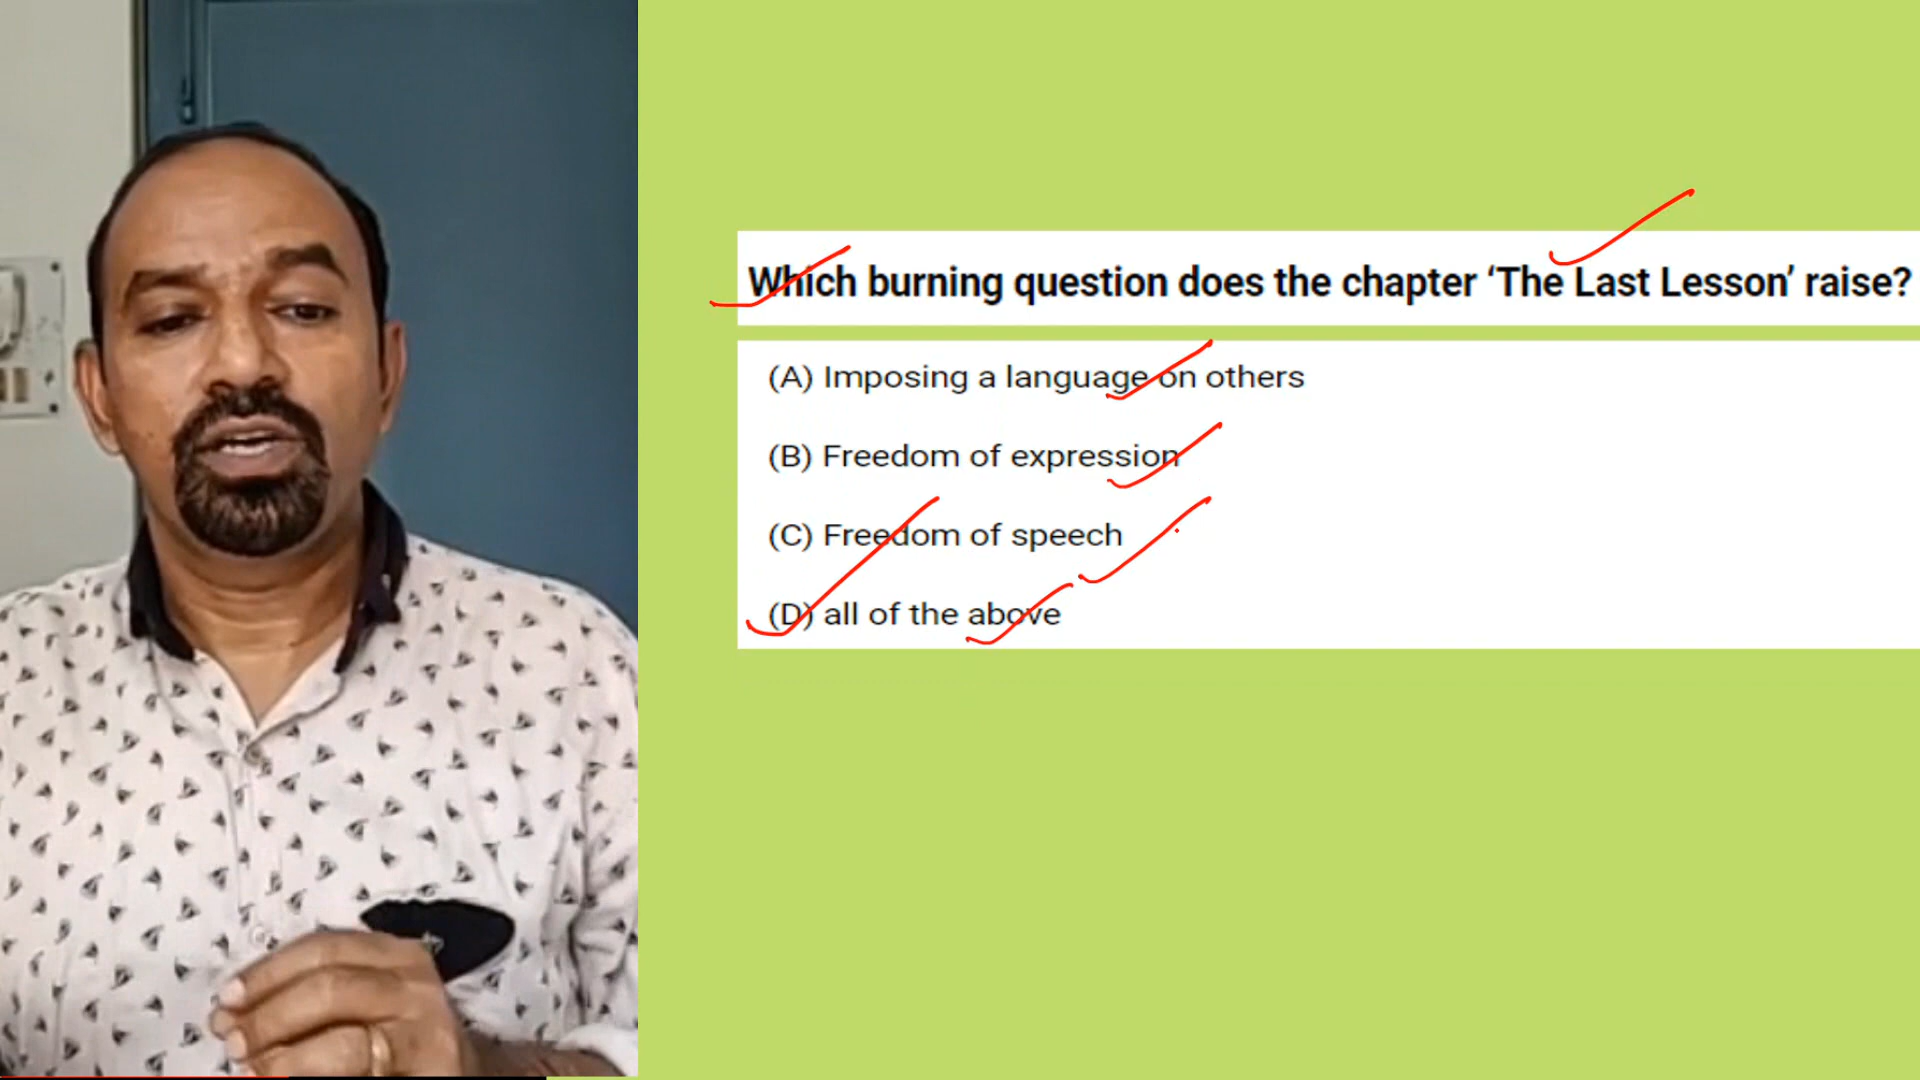 Which burning question does the chapter ‘The Last Lesson’ raise?
(A) Imposing a language on others
(B) Freedom of expression
(C) Freedom of speech
(D) all of the above